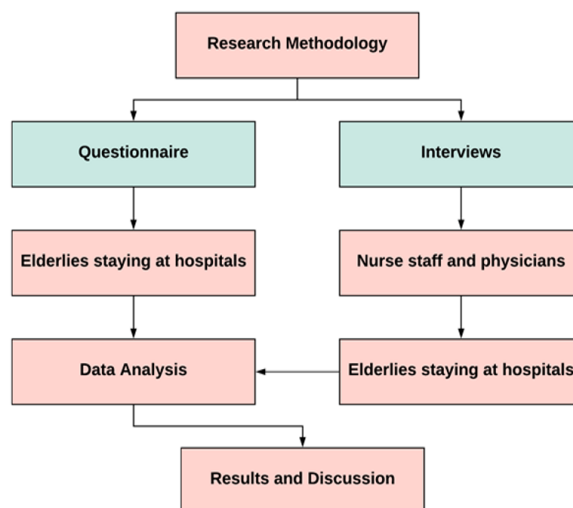 Research Methodology
Questionnaire
Interviews
Elderlies staying at hospitals
Nurse staff and physicians
Data Analysis
Elderlies staying at hospitals
Results and Discussion